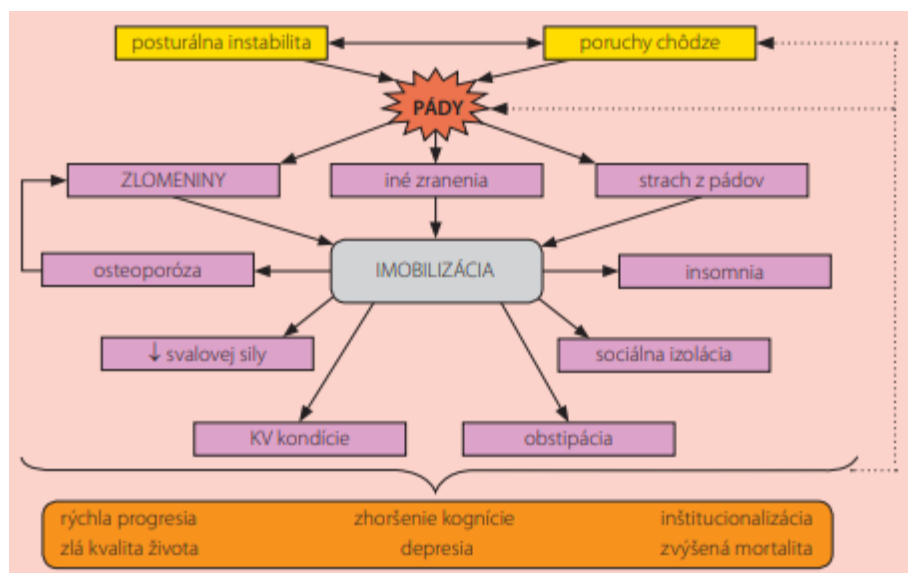 posturálna instabilita
poruchy chôdze
PÁDY
ZLOMENINY
iné zranenia
strach z pádov
osteoporóza
IMOBILIZÁCIA
insomnia
↓ svalovej sily
sociálna izolácia
KV kondície
obstipácia
rýchla progresia
zhoršenie kognície
inštitucionalizácia
zlá kvalita života
depresia
zvýšená mortalita